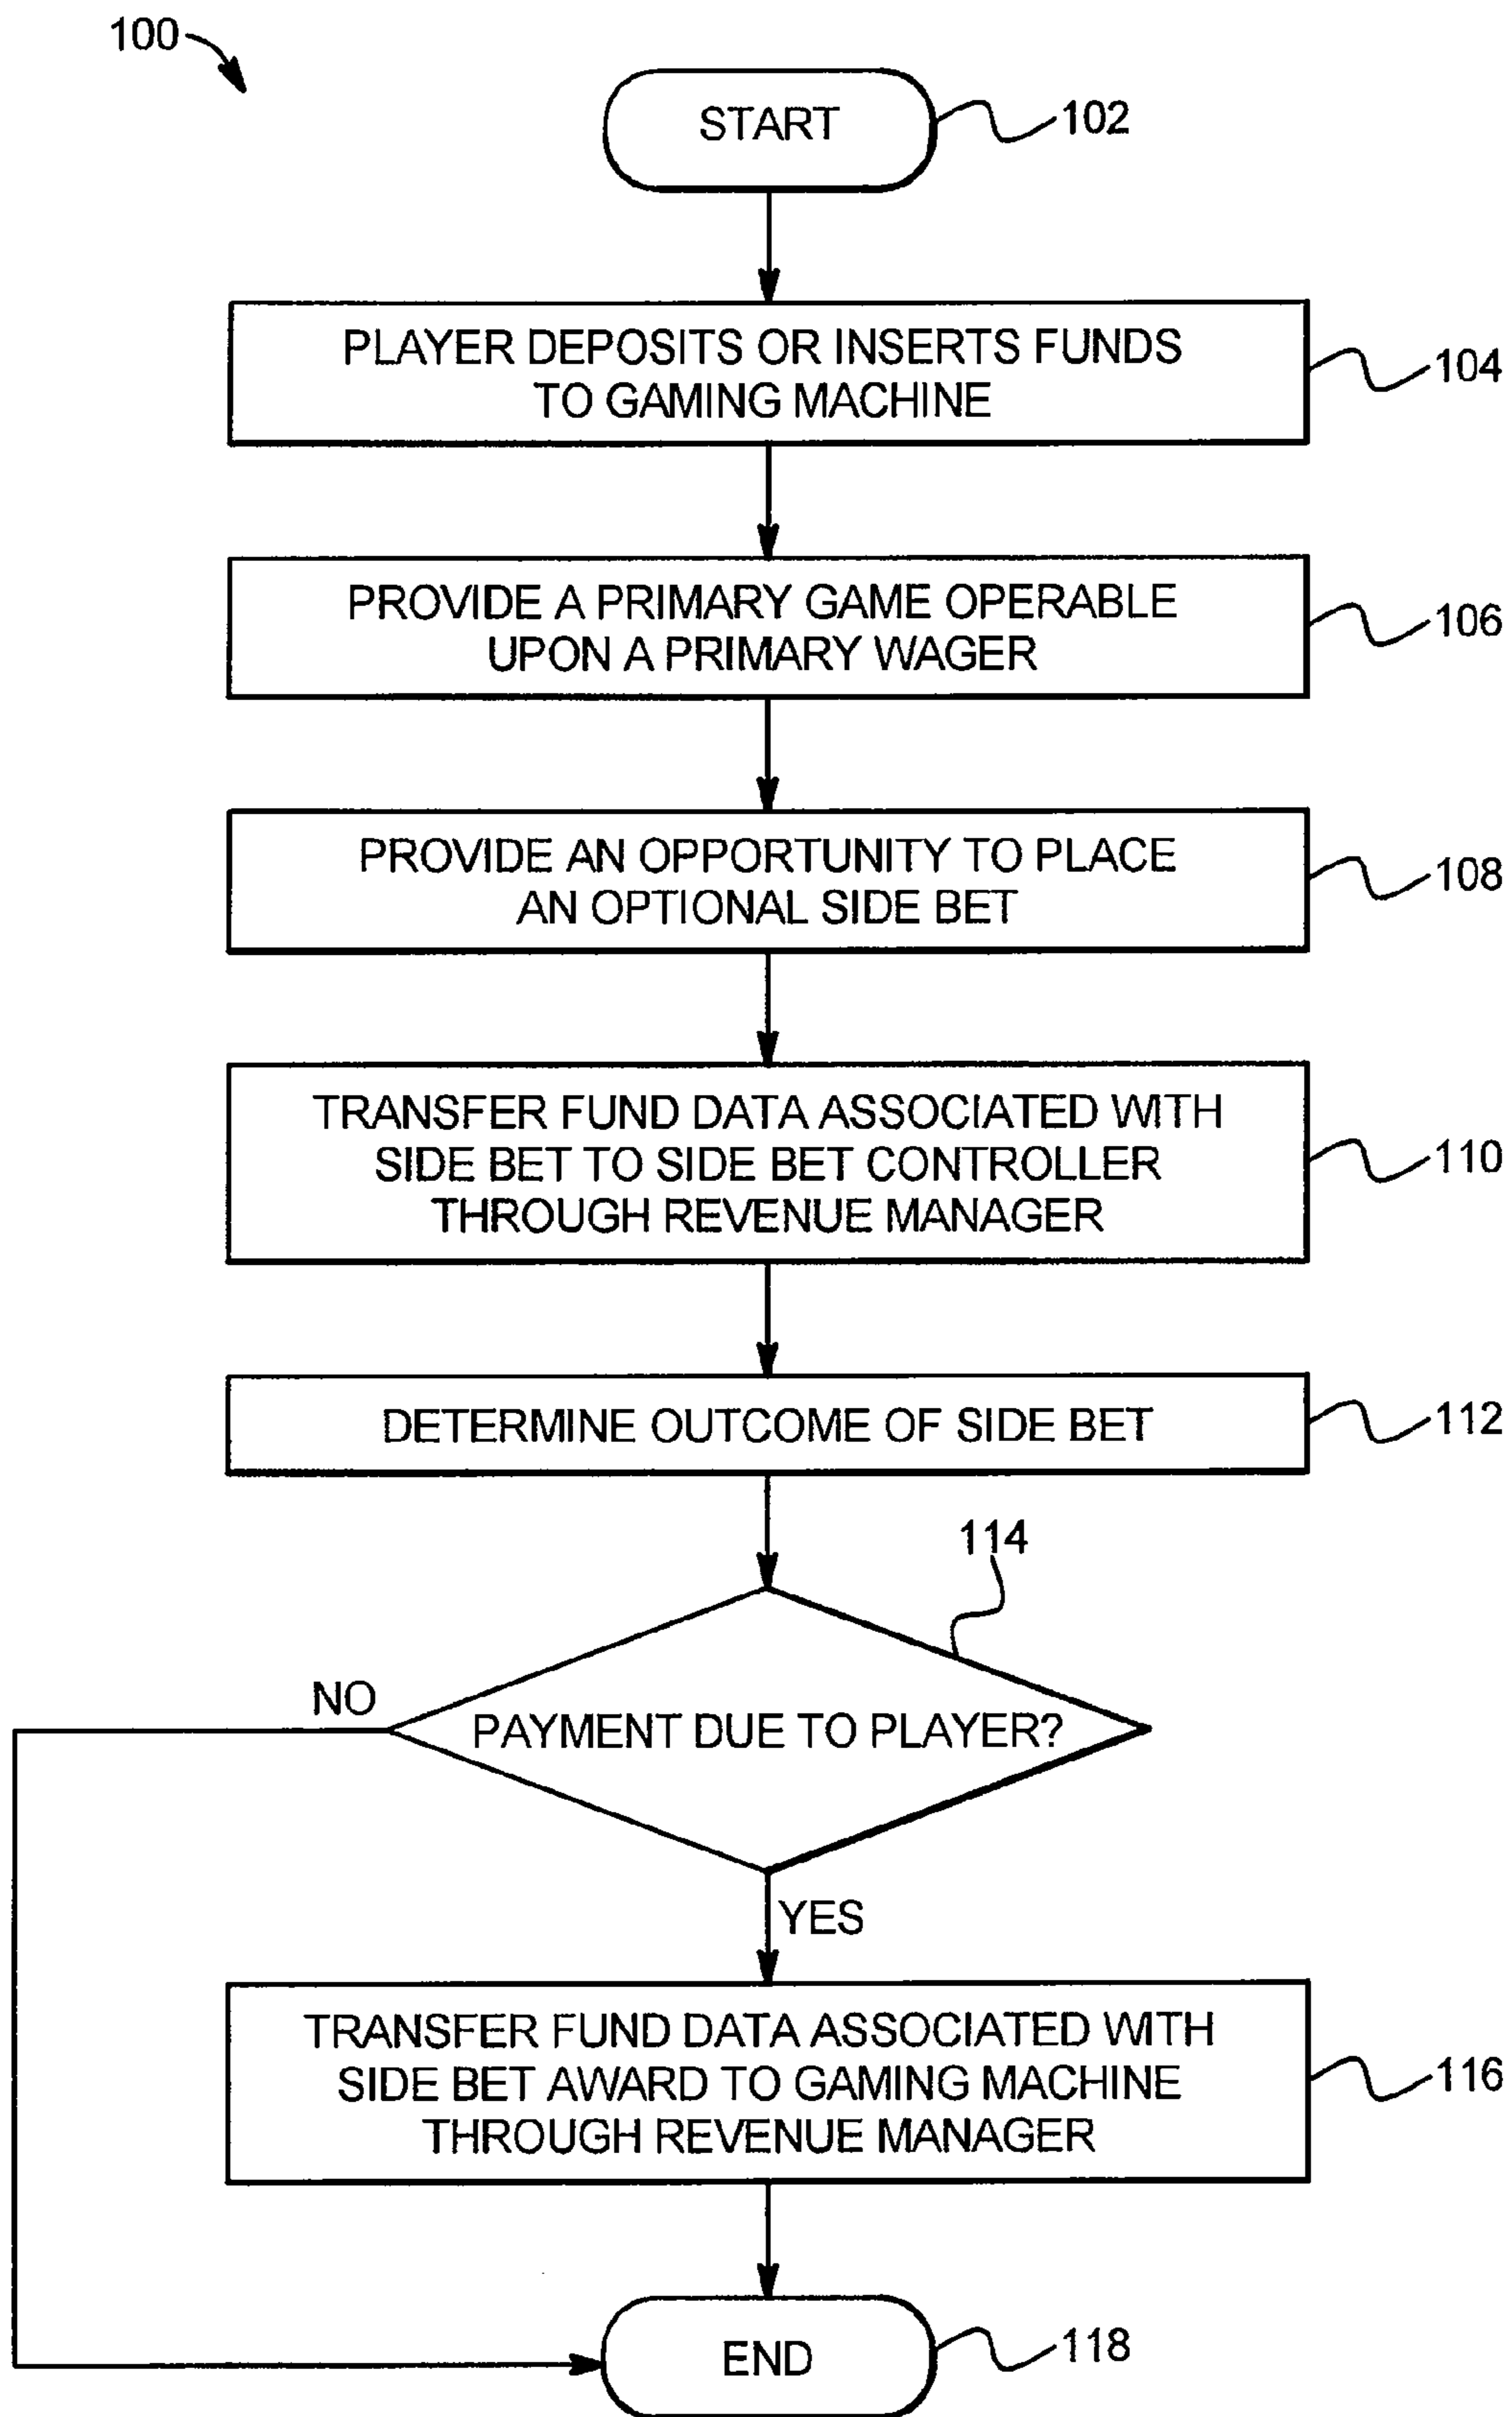 100
START
102
PLAYER DEPOSITS OR INSERTS FUNDS
TO GAMING MACHINE
104
PROVIDE A PRIMARY GAME OPERABLE
UPON A PRIMARY WAGER
106
PROVIDE AN OPPORTUNITY TO PLACE
AN OPTIONAL SIDE BET
108
TRANSFER FUND DATA ASSOCIATED WITH
SIDE BET TO SIDE BET CONTROLLER
THROUGH REVENUE MANAGER
110
DETERMINE OUTCOME OF SIDE BET
112
114
NO
PAYMENT DUE TO PLAYER?
YES
TRANSFER FUND DATA ASSOCIATED WITH
SIDE BET AWARD TO GAMING MACHINE
THROUGH REVENUE MANAGER
116
END
118